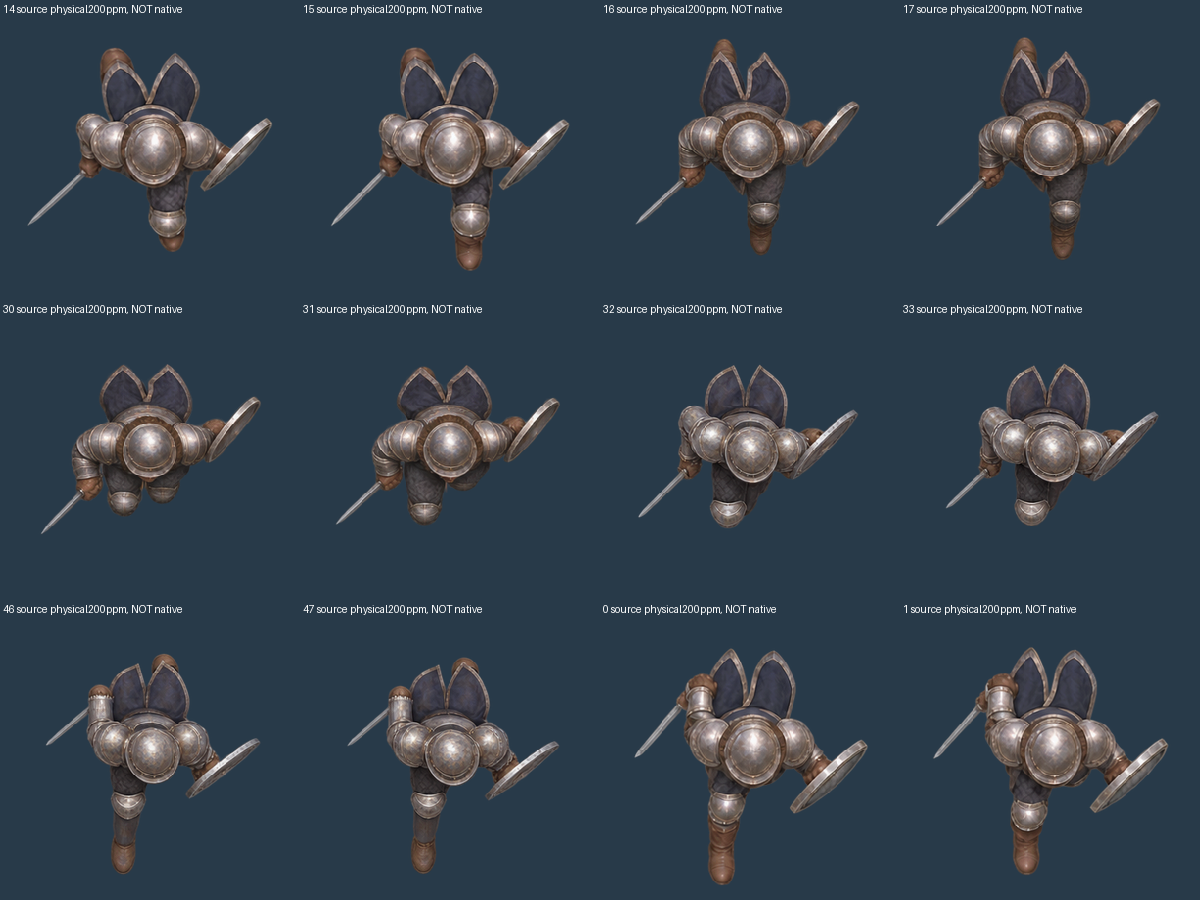 14 source physical200ppm, NOT native
15 source physical200ppm, NOT native
16 source physical200ppm, NOT native
17 source physical200ppm, NOT native
30 source physical200ppm, NOT native
31 source physical200ppm, NOT native
32 source physical200ppm, NOT native
33 source physical200ppm, NOT native
46 source physical200ppm, NOT native
47 source physical200ppm, NOT native
0 source physical200ppm, NOT native
1 source physical200ppm, NOT native